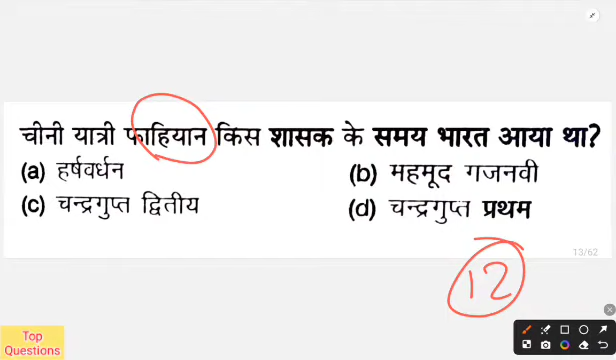 चीनी यात्री फाहियान किस शासक के समय भारत आया था?
(a) हर्षवर्धन
(b) महमूद गजनवी
(c) चन्द्रगुप्त द्वितीय
(d) चन्द्रगुप्त प्रथम
13/62
12
Top
Questions